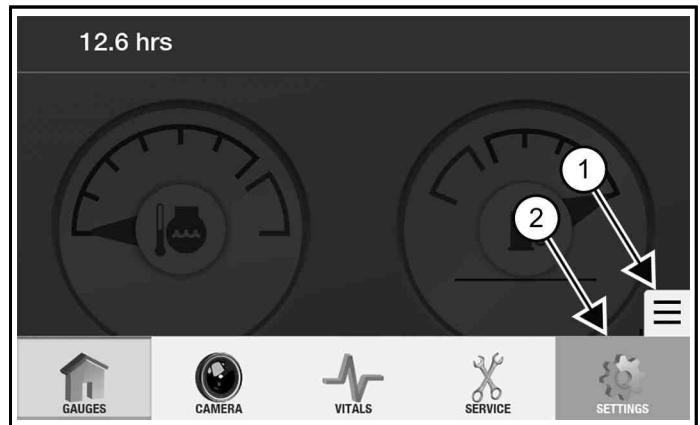 12.6 hrs
1
2
GAUGES
CAMERA
VITALS
SERVICE
SETTINGS